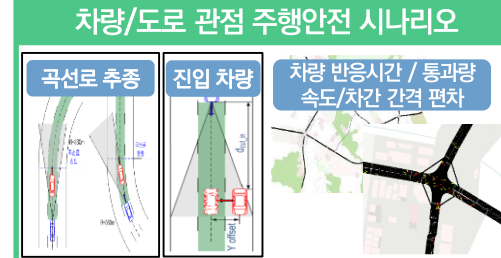 차량/도로 관점 주행안전 시나리오
곡선로 추종
진입 차량
차량 반응시간 / 통과량
속도/차간 간격 편차
Y offset